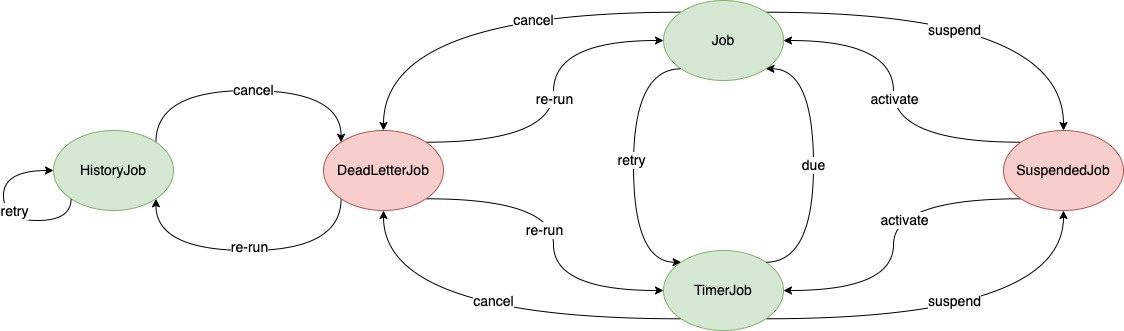 cancel
Job
suspend
cancel
re-run
activate
HistoryJob
DeadLetterJob
retry
due
SuspendedJob
retry
re-run
re-run
activate
TimerJob
cancel
suspend